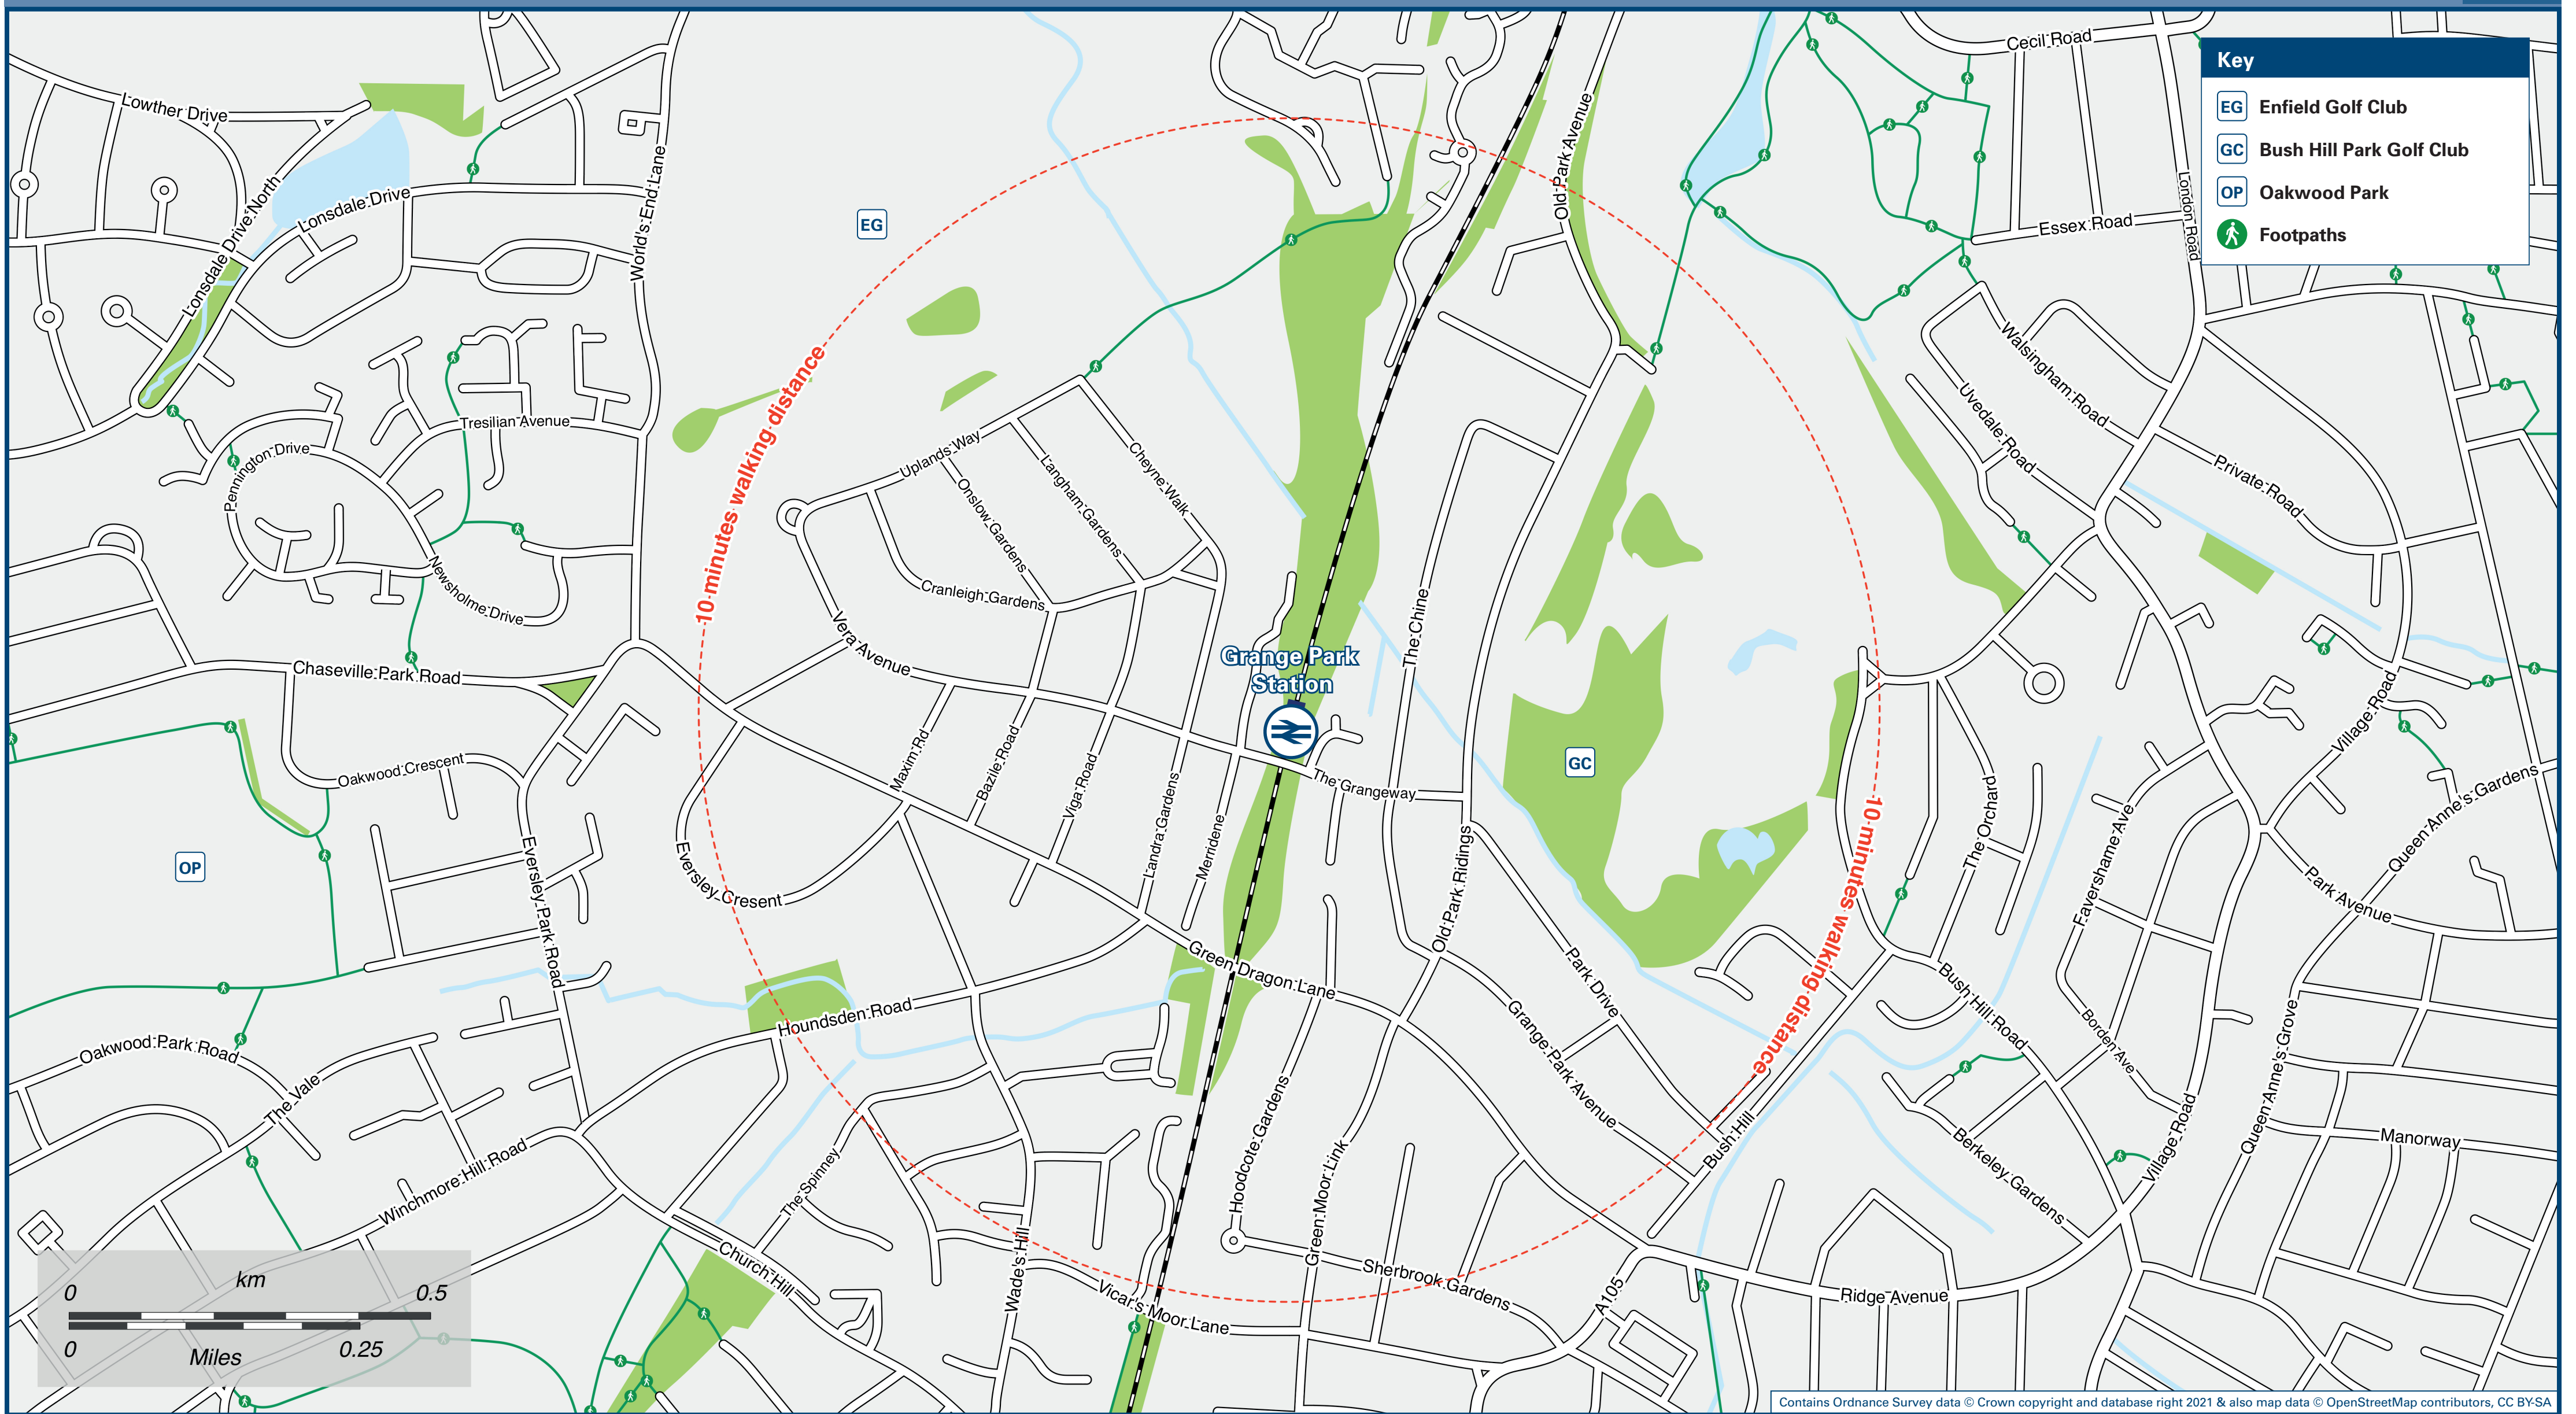 Cecil Road
Key
EG Enfield Golf Club
GC Bush Hill Park Golf Club
OP Oakwood Park
Footpaths
Lowther Drive
Old Park Avenue
World's End Lane
Lonsdale Drive North
Lonsdale Drive
London Road
Essex Road
EG
Lonsdale Drive North
10 minutes walking distance
Walsingham Road
Uvedale Road
Tresilian Avenue
Uplands Way
Cheyne Walk
Langham Gardens
Onslow Gardens
Pennington Drive
Private Road
Newsholme Drive
Cranleigh Gardens
The Chine
Vera Avenue
Grange Park
Station
Chaseville Park Road
Village Road
Oakwood Crescent
Maxim Rd
Bazile Road
Viga Road
Landra Gardens
Merridene
The Grangeway
GC
The Orchard
Queen Anne's Gardens
Favershame Ave
OP
Eversley Park Road
Eversley Cresent
Old Park Ridings
10 minutes walking distance
Park Avenue
Green Dragon Lane
Park Drive
Houndsden Road
Grange Park Avenue
Bush Hill Road
Borden Ave
Queen Anne's Grove
Oakwood Park Road
The Vale
Hoodcote Gardens
Green Moor Link
Bush Hill
Berkeley Gardens
Village Road
Manorway
Winchmore Hill Road
The Spinney
Church Hill
Wade's Hill
Vicar's Moor Lane
Sherbrook Gardens
A105
Ridge Avenue
km
0 0.5
0 Miles 0.25
Contains Ordnance Survey data © Crown copyright and database right 2021 & also map data © OpenStreetMap contributors, CC BY-SA